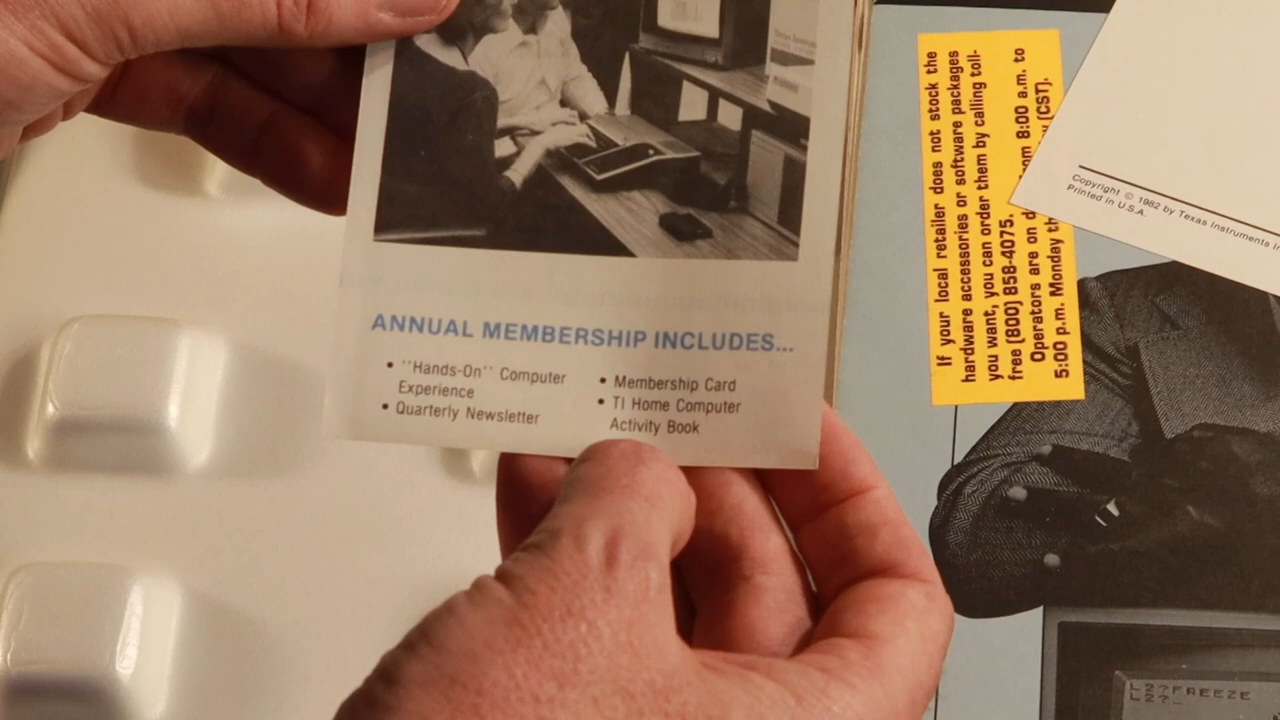 ANNUAL MEMBERSHIP INCLUDES...
• ''Hands-On'' Computer
Experience
• Quarterly Newsletter
• Membership Card
• TI Home Computer
Activity Book
If your local retailer does not stock the
hardware accessories or software packages
you want, you can order them by calling toll-
free (800) 858-4075.
Operators are on 8:00 a.m. to
5:00 p.m. Monday (CST).
Copyright © 1982 by Texas Instruments
Printed in U.S.A.
L2?FREEZE
L2?_